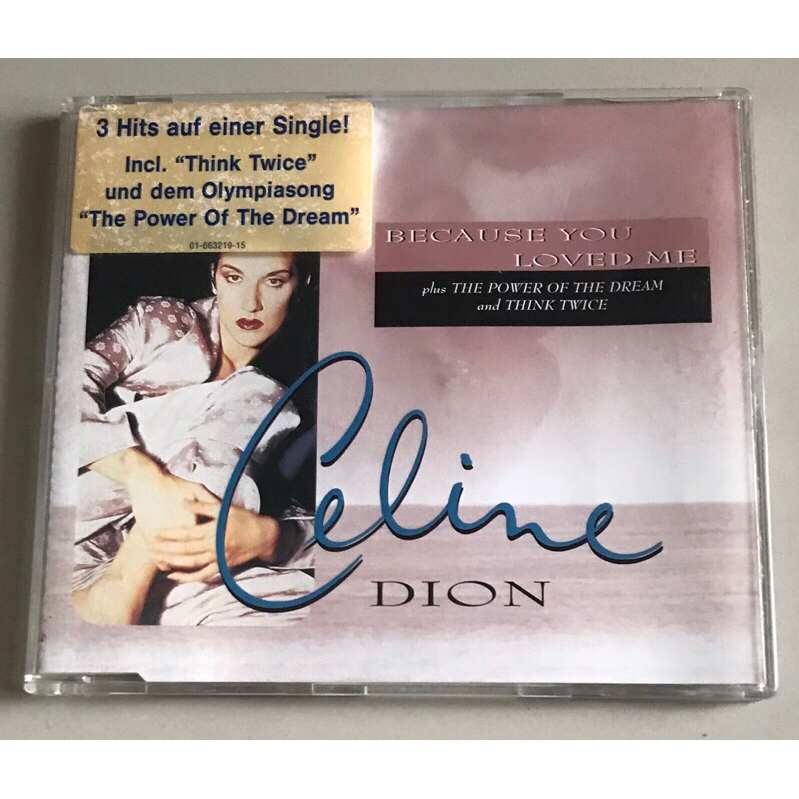 3 Hits auf einer Single!
Incl. “Think Twice”
und dem Olympiasong
“The Power Of The Dream”
01-663219-15
BECAUSE YOU
LOVED ME
plus THE POWER OF THE DREAM
and THINK TWICE
Celine
DION